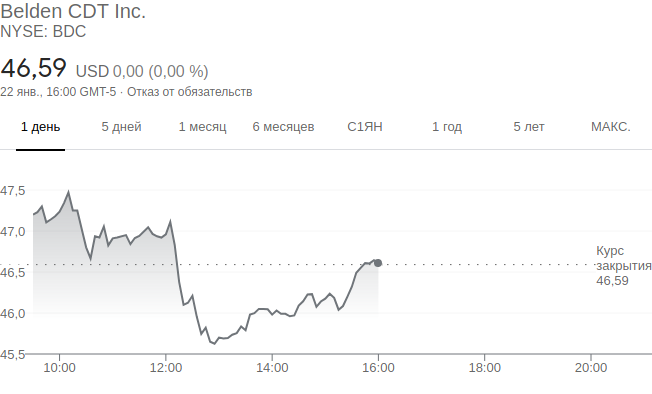 Belden CDT Inc.
NYSE: BDC
46,59 USD 0,00 (0,00 %)
22 янв., 16:00 GMT-5 · Отказ от обязательств
1 день 5 дней 1 месяц 6 месяцев С1ЯН 1 год 5 лет МАКС.
47,5
47,0
Курс
закрытия
46,5
46,59
46,0
45,5
10:00 12:00 14:00 16:00 18:00 20:00